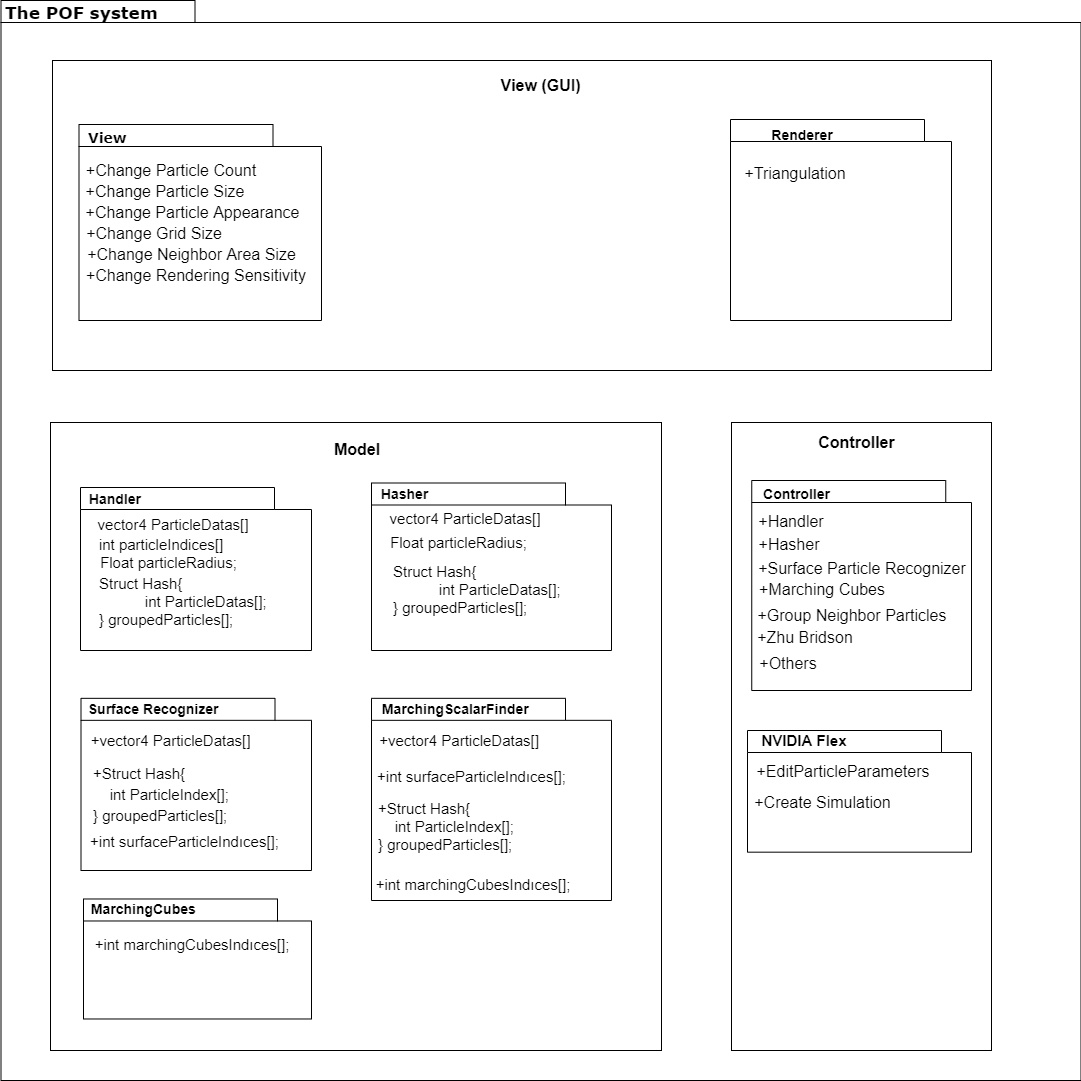 The POF system
View (GUI)
View
+Change Particle Count
+Change Particle Size
+Change Particle Appearance
+Change Grid Size
+Change Neighbor Area Size
+Change Rendering Sensitivity
Renderer
+Triangulation
Model
Handler
vector4 ParticleDatas[]
int particleIndices[]
Float particleRadius;
Struct Hash{
int ParticleDatas[];
} groupedParticles[];
Hasher
vector4 ParticleDatas[]
Float particleRadius;
Struct Hash{
int ParticleDatas[];
} groupedParticles[];
Surface Recognizer
+vector4 ParticleDatas[]
+Struct Hash{
int ParticleIndex[];
} groupedParticles[];
+int surfaceParticleIndıces[];
MarchingScalarFinder
+vector4 ParticleDatas[]
+int surfaceParticleIndıces[];
+Struct Hash{
int ParticleIndex[];
} groupedParticles[];
+int marchingCubesIndıces[];
MarchingCubes
+int marchingCubesIndıces[];
Controller
Controller
+Handler
+Hasher
+Surface Particle Recognizer
+Marching Cubes
+Group Neighbor Particles
+Zhu Bridson
+Others
NVIDIA Flex
+EditParticleParameters
+Create Simulation